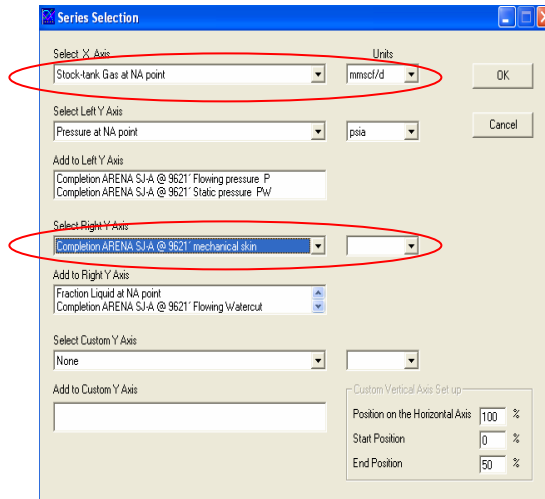 Series Selection
Select X Axis
Units
Stock-tank Gas at NA point
mmscf/d
OK
Select Left Y Axis
Pressure at NA point
psia
Cancel
Add to Left Y Axis
Completion ARENA SJ-A @ 9621' Flowing pressure P
Completion ARENA SJ-A @ 9621' Static pressure PW
Select Right Y Axis
Completion ARENA SJ-A @ 9621' mechanical skin
Add to Right Y Axis
Fraction Liquid at NA point
Completion ARENA SJ-A @ 9621' Flowing Watercut
Select Custom Y Axis
None
Add to Custom Y Axis
Custom Vertical Axis Set up
Position on the Horizontal Axis 100 %
Start Position 0 %
End Position 50 %